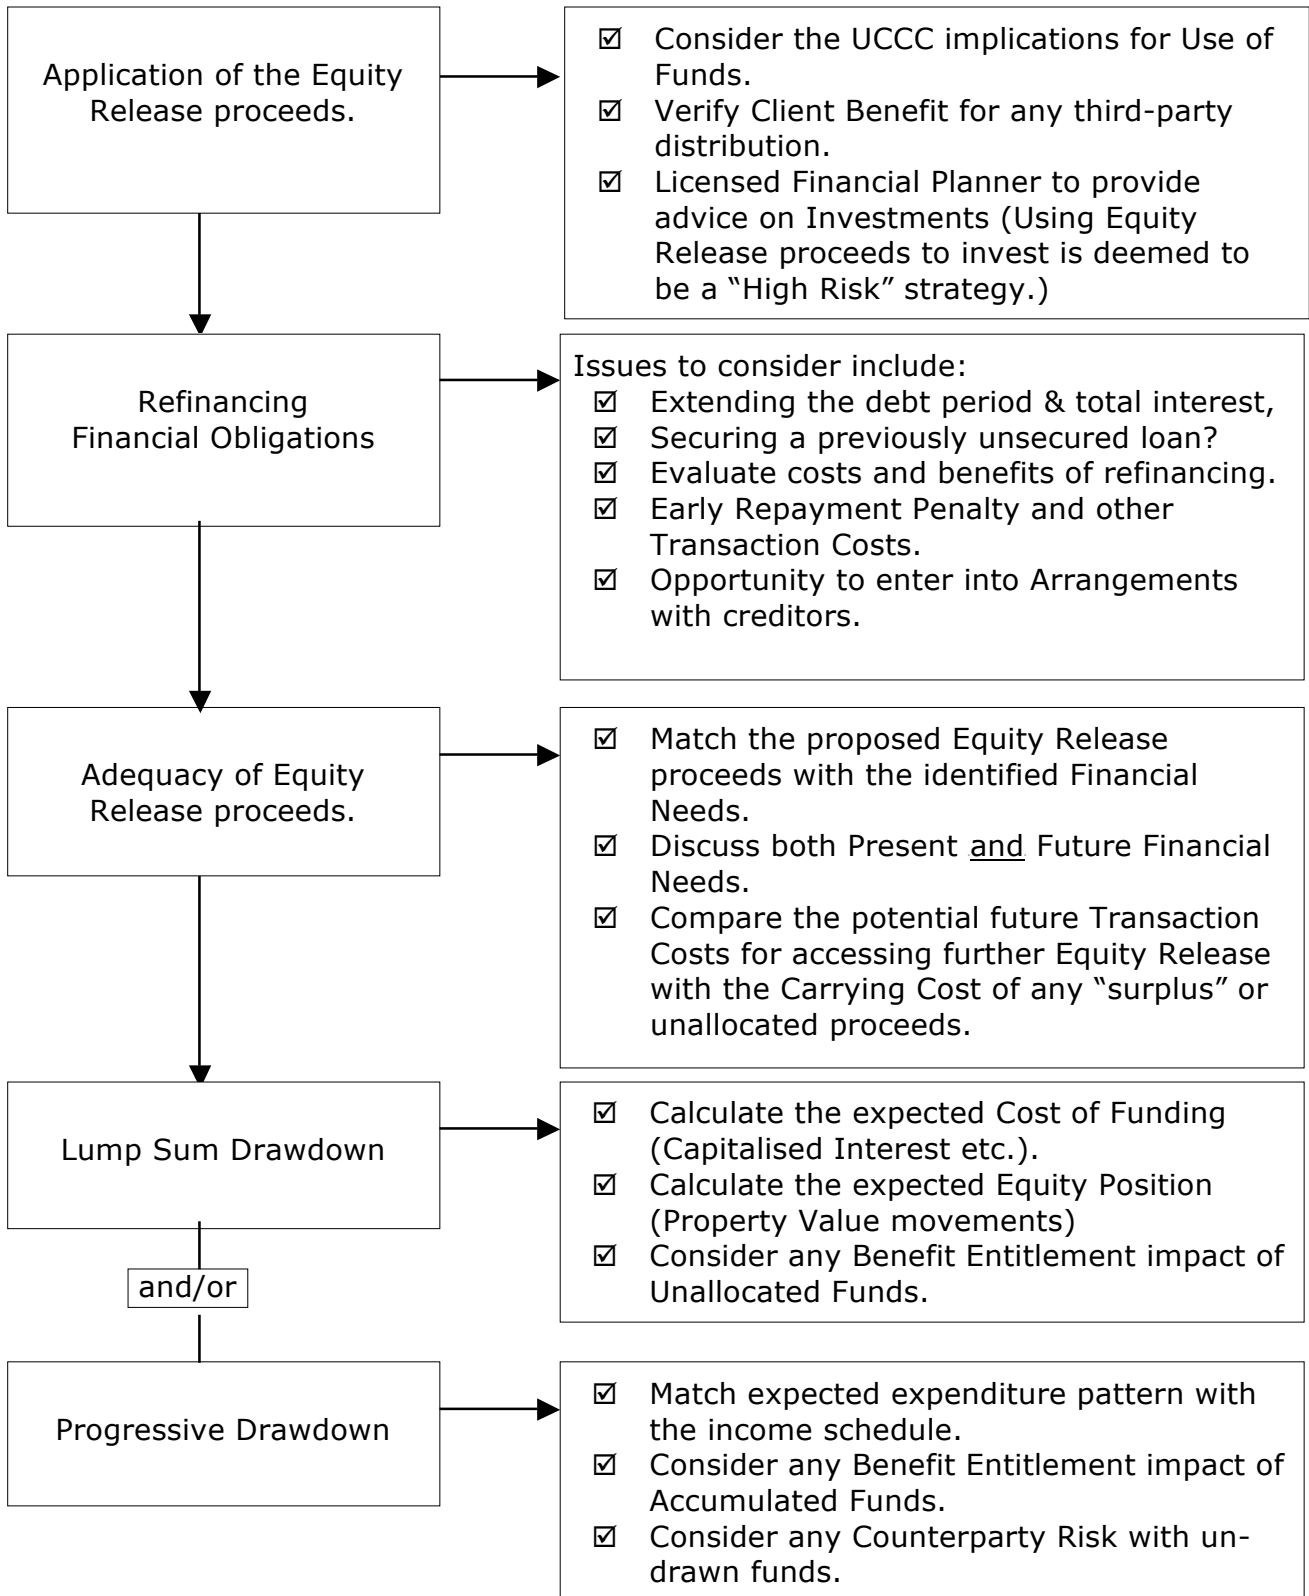 Application of the Equity
Release proceeds.
☑ Consider the UCCC implications for Use of
Funds.
☑ Verify Client Benefit for any third-party
distribution.
☑ Licensed Financial Planner to provide
advice on Investments (Using Equity
Release proceeds to invest is deemed to
be a “High Risk” strategy.)
Refinancing
Financial Obligations
Issues to consider include:
☑ Extending the debt period & total interest,
☑ Securing a previously unsecured loan?
☑ Evaluate costs and benefits of refinancing.
☑ Early Repayment Penalty and other
Transaction Costs.
☑ Opportunity to enter into Arrangements
with creditors.
Adequacy of Equity
Release proceeds.
☑ Match the proposed Equity Release
proceeds with the identified Financial
Needs.
☑ Discuss both Present and Future Financial
Needs.
☑ Compare the potential future Transaction
Costs for accessing further Equity Release
with the Carrying Cost of any “surplus” or
unallocated proceeds.
Lump Sum Drawdown
☑ Calculate the expected Cost of Funding
(Capitalised Interest etc.).
☑ Calculate the expected Equity Position
(Property Value movements)
☑ Consider any Benefit Entitlement impact of
Unallocated Funds.
and/or
Progressive Drawdown
☑ Match expected expenditure pattern with
the income schedule.
☑ Consider any Benefit Entitlement impact of
Accumulated Funds.
☑ Consider any Counterparty Risk with un-
drawn funds.